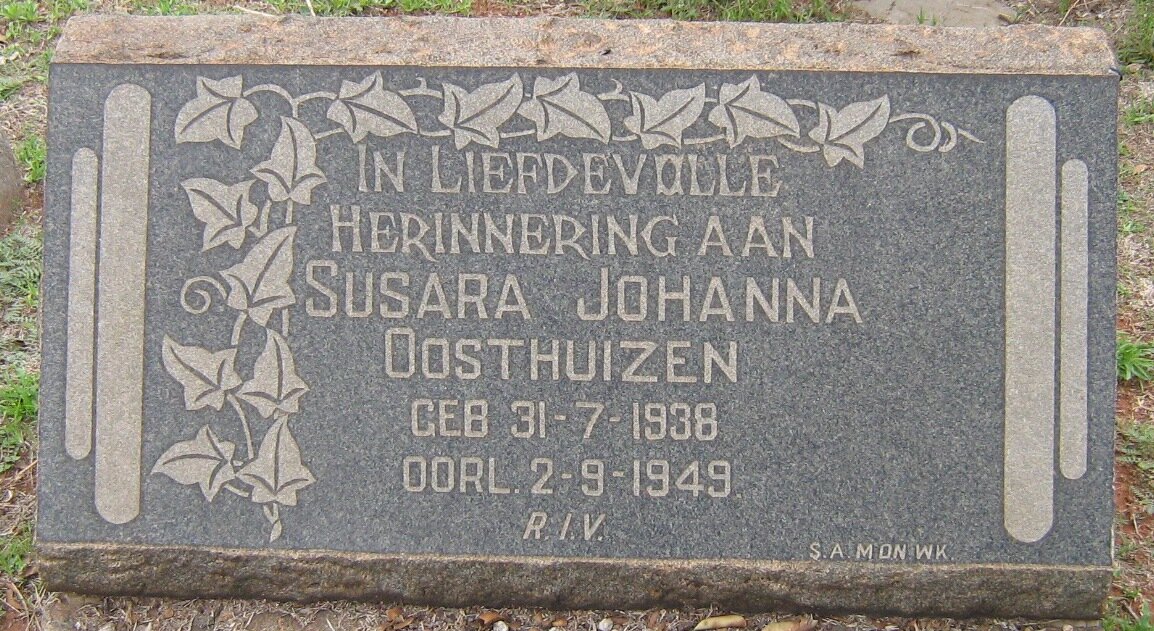 IN LIEFDEVOLLE
HERINNERING AAN
SUSARA JOHANNA
OOSTHUIZEN
GEB 31-7-1938
OORL. 2-9-1949.
R.I.V.
S.A. MON WK.